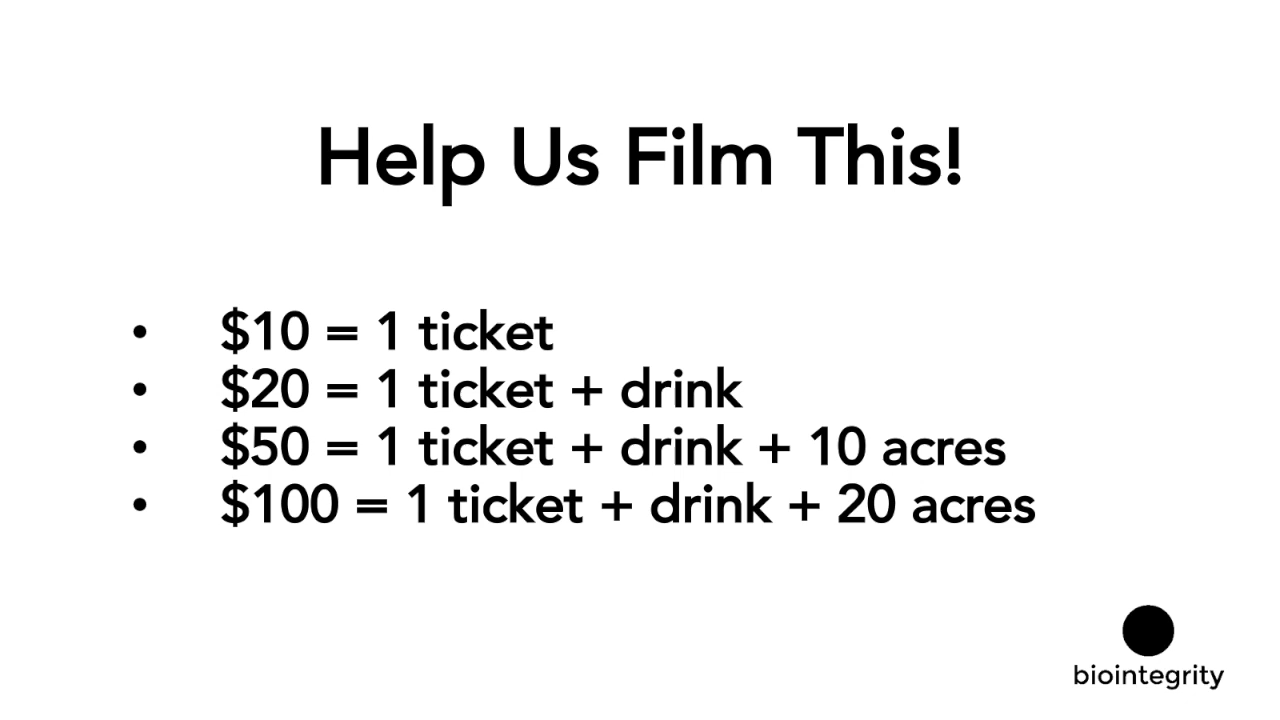 Help Us Film This!
• $10 = 1 ticket
• $20 = 1 ticket + drink
• $50 = 1 ticket + drink + 10 acres
• $100 = 1 ticket + drink + 20 acres
biointegrity